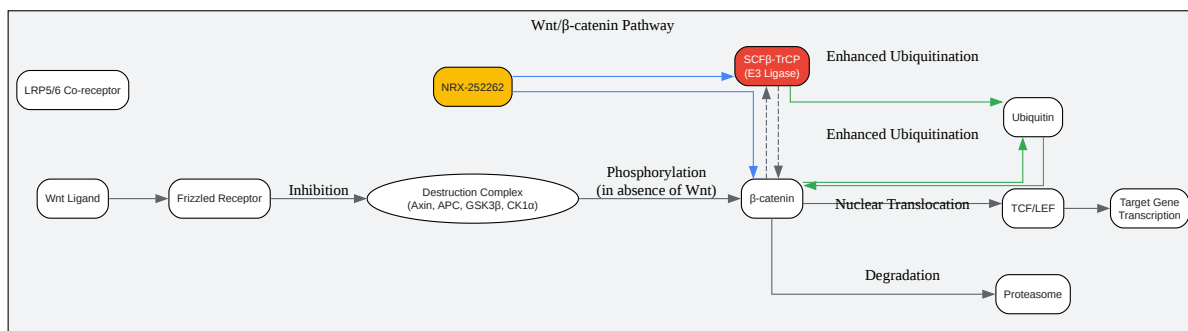 Wnt/β-catenin Pathway
LRP5/6 Co-receptor
NRX-252262
SCFβ-TrCP
(E3 Ligase)
Enhanced Ubiquitination
Ubiquitin
Enhanced Ubiquitination
Wnt Ligand
Frizzled Receptor
Inhibition
Destruction Complex
(Axin, APC, GSK3β, CK1α)
Phosphorylation
(in absence of Wnt)
β-catenin
Nuclear Translocation
TCF/LEF
Target Gene
Transcription
Degradation
Proteasome